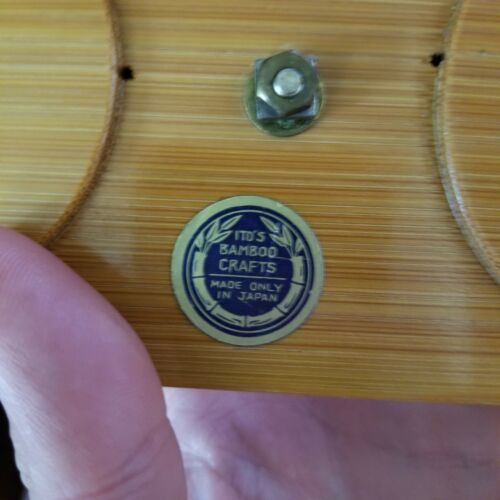 ITO'S
BAMBOO
CRAFTS
MADE ONLY
IN JAPAN